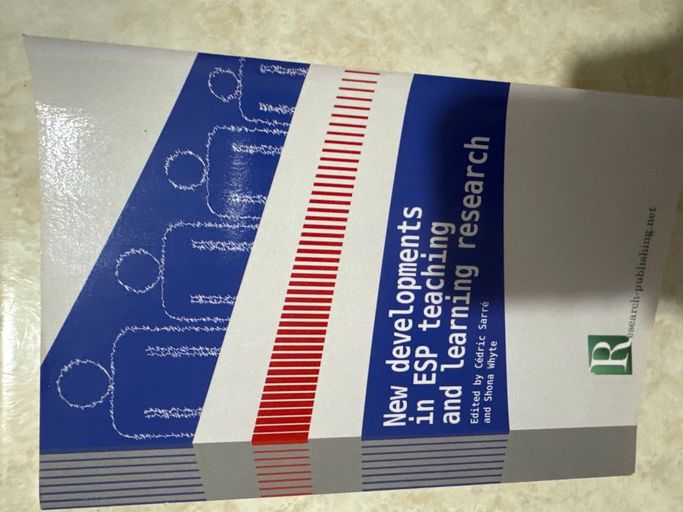 New developments
in ESP teaching
and learning research
Edited by Cédric Sarré
and Shona Whyte
Research-publishing.net